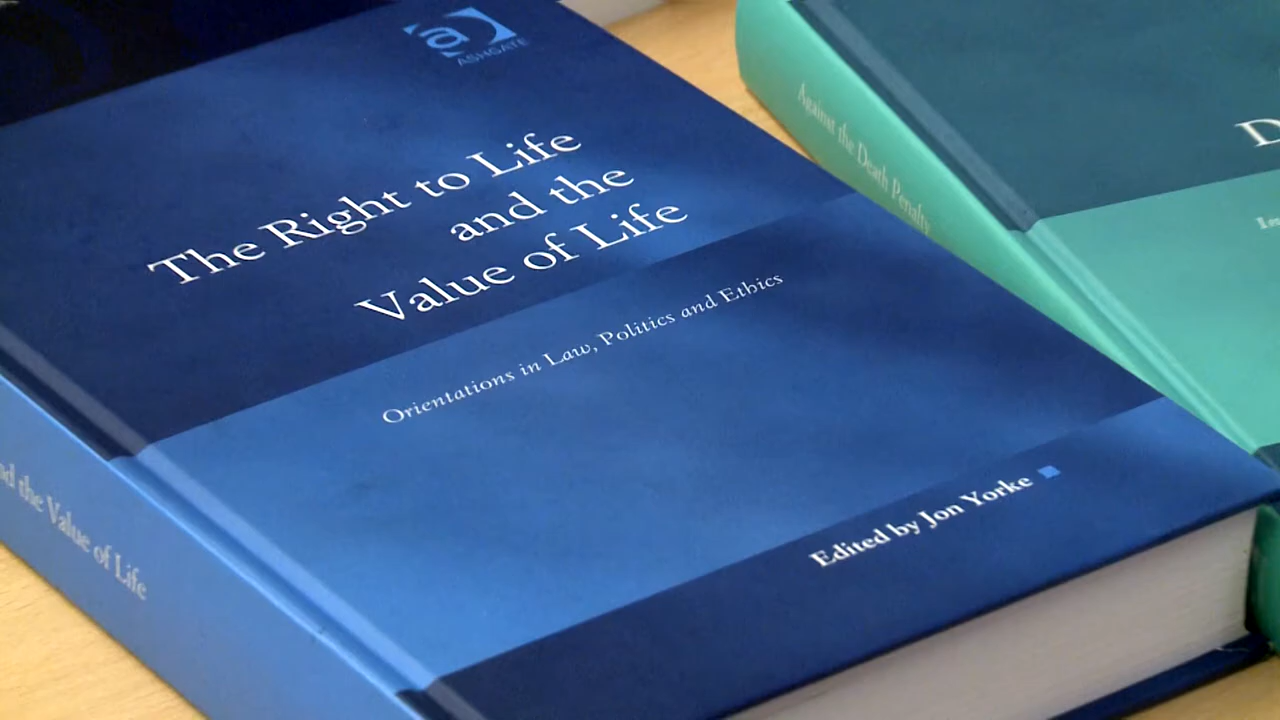 a
ASHGATE
The Right to Life
and the
Value of Life
Orientations in Law, Politics and Ethics
Edited by Jon Yorke
and the Value of Life
Against the Death Penalty
D